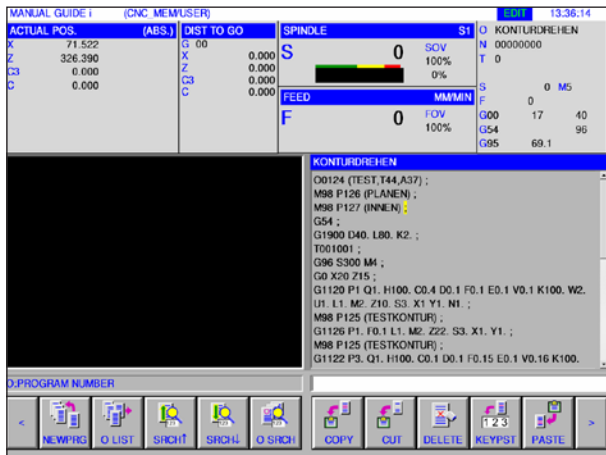 MANUAL GUIDE i (CNC_MEM/USER) EDIT 13:36:14
ACTUAL POS. (ABS.)
X 71.522
Z 326.390
C3 0.000
C 0.000
DIST TO GO
G 00
X 0.000
Z 0.000
C3 0.000
C 0.000
SPINDLE S1
S 0 SOV
100%
0%
FEED MM/MIN
F 0 FOV
100%
O KONTURDREHEN
N 00000000
T 0
S 0 M5
F 0
G00 17 40
G54 96
G95 69.1
KONTURDREHEN
O0124 (TEST,T44,A37) ;
M98 P126 (PLANEN) ;
M98 P127 (INNEN) ;
G54 ;
G1900 D40. L80. K2. ;
T001001 ;
G96 S300 M4 ;
G0 X20 Z15 ;
G1120 P1 Q1. H100. C0.4 D0.1 F0.1 E0.1 V0.1 K100. W2.
U1. L1. M2. Z10. S3. X1 Y1. N1. ;
M98 P125 (TESTKONTUR) ;
G1126 P1. F0.1 L1. M2. Z22. S3. X1. Y1. ;
M98 P125 (TESTKONTUR) ;
G1122 P3. Q1. H100. C0.1 D0.1 F0.15 E0.1 V0.16 K100.
O:PROGRAM NUMBER
< NEWPRG O LIST SRCH↑ SRCH↓ O SRCH COPY CUT DELETE KEYPST PASTE >